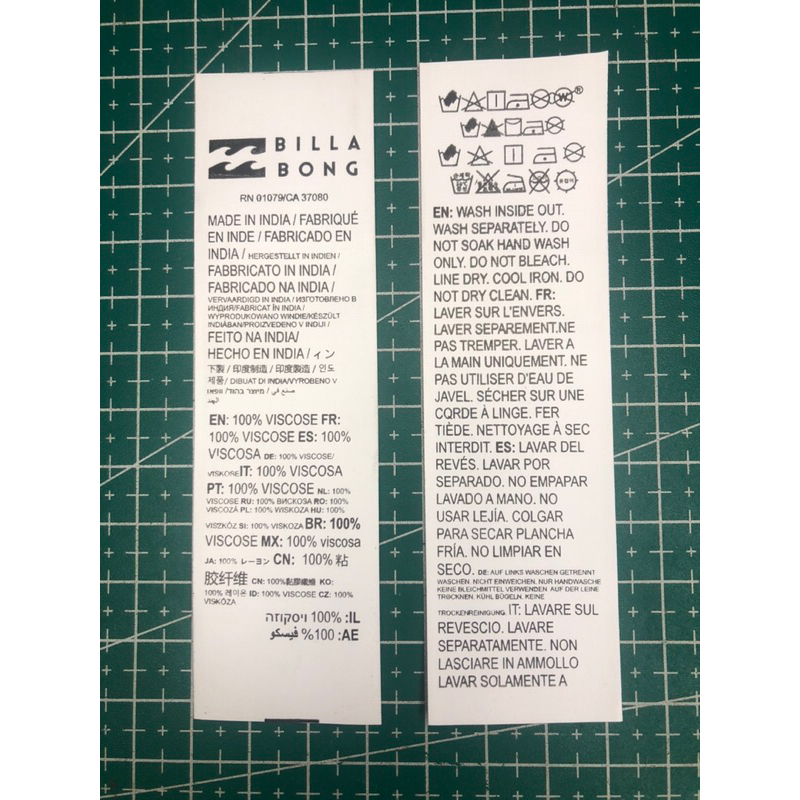 BILLA
BONG
RN 01079/CA 37080
MADE IN INDIA / FABRIQUÉ
EN INDE / FABRICADO EN
INDIA / HERGESTELLT IN INDIEN /
FABBRICATO IN INDIA /
FABRICADO NA INDIA /
VERVAARDIGD IN INDIA / ИЗГОТОВЛЕНО В
ИНДИЯ/FABRICAT ÎN INDIA /
WYPRODUKOWANO WINDIE/KÉSZÜLT
INDIÁBAN/PROIZVEDENO V INDIJI /
FEITO NA INDIA/
HECHO EN INDIA / イン
下製 / 印度制造 / 印度製造 / 인도
제품/ DIBUAT DI INDIA/VYROBENO V
صنع في / מיוצר בהודו/
الهند
EN: 100% VISCOSE FR:
100% VISCOSE ES: 100%
VISCOSA DE: 100% VISCOSE/
VISKOSE IT: 100% VISCOSA
PT: 100% VISCOSE NL: 100%
VISCOSE RU: 100% ВИСКОЗА RO: 100%
VISCOZĂ PL: 100% WISKOZA HU: 100%
VISZKÓZ SI: 100% VISKOZA BR: 100%
VISCOSE MX: 100% viscosa
JA: 100% レーヨン CN: 100% 粘
胶纤维 CN: 100%黏膠纖維 KO:
100% 레이온 ID: 100% VISCOSE CZ: 100%
VISKÓZA
IL: 100% ויסקוזה
AE: 100% فيسكو
W®
EN: WASH INSIDE OUT.
WASH SEPARATELY. DO
NOT SOAK HAND WASH
ONLY. DO NOT BLEACH.
LINE DRY. COOL IRON. DO
NOT DRY CLEAN. FR:
LAVER SUR L'ENVERS.
LAVER SEPAREMENT.NE
PAS TREMPER. LAVER A
LA MAIN UNIQUEMENT. NE
PAS UTILISER D'EAU DE
JAVEL. SÉCHER SUR UNE
CQRDE À LINGE. FER
TIÈDE. NETTOYAGE À SEC
INTERDIT. ES: LAVAR DEL
REVÉS. LAVAR POR
SEPARADO. NO EMPAPAR
LAVADO A MANO. NO
USAR LEJÍA. COLGAR
PARA SECAR PLANCHA
FRÍA. NO LIMPIAR EN
SECO. DE: AUF LINKS WASCHEN GETRENNT
WASCHEN. NICHT EINWEICHEN. NUR HANDWASCHE
KEINE BLEICHMITTEL VERWENDEN. AUF DER LEINE
TROCKNEN. KÜHL BÜGELN. KEINE
TROCKENREINIGUNG. IT: LAVARE SUL
REVESCIO. LAVARE
SEPARATAMENTE. NON
LASCIARE IN AMMOLLO
LAVAR SOLAMENTE A